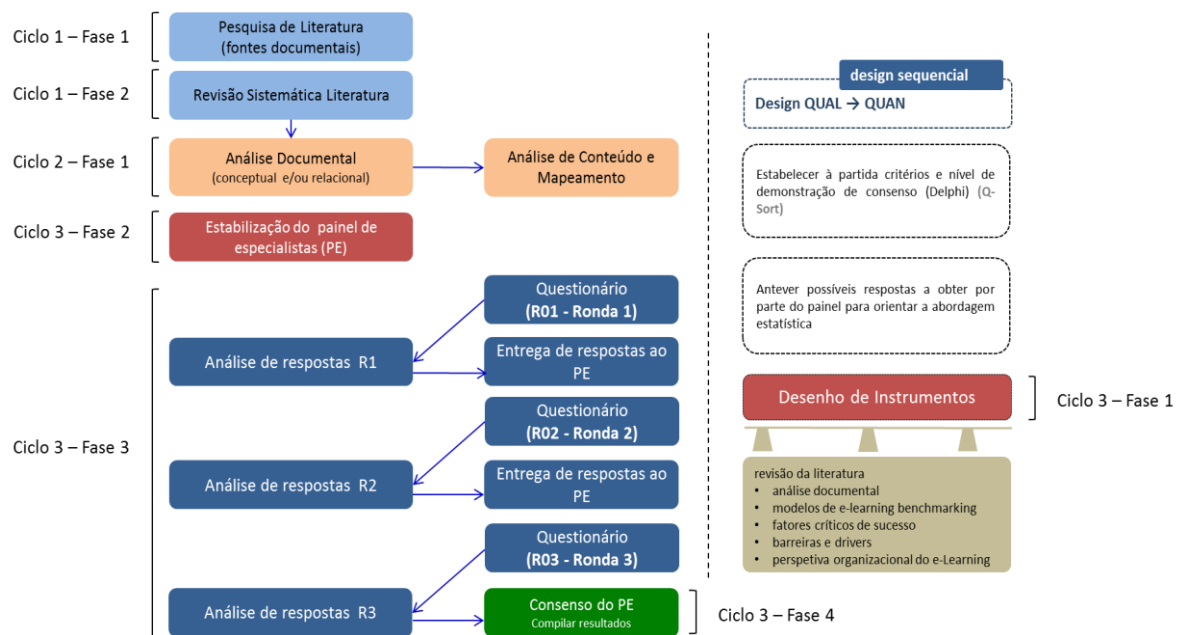 Ciclo 1 – Fase 1
Pesquisa de Literatura
(fontes documentais)
Ciclo 1 – Fase 2
Revisão Sistemática Literatura
Ciclo 2 – Fase 1
Análise Documental
(conceptual e/ou relacional)
Análise de Conteúdo e
Mapeamento
Ciclo 3 – Fase 2
Estabilização do painel de
especialistas (PE)
Ciclo 3 – Fase 3
Questionário
(R01 - Ronda 1)
Análise de respostas R1
Entrega de respostas ao
PE
Questionário
(R02 - Ronda 2)
Análise de respostas R2
Entrega de respostas ao
PE
Questionário
(R03 - Ronda 3)
Análise de respostas R3
Consenso do PE
Compilar resultados
Ciclo 3 – Fase 4
design sequencial
Design QUAL → QUAN
Estabelecer à partida critérios e nível de
demonstração de consenso (Delphi) (Q-
Sort)
Antever possíveis respostas a obter por
parte do painel para orientar a abordagem
estatística
Desenho de Instrumentos
Ciclo 3 – Fase 1
revisão da literatura
• análise documental
• modelos de e-learning benchmarking
• fatores críticos de sucesso
• barreiras e drivers
• perspetiva organizacional do e-Learning